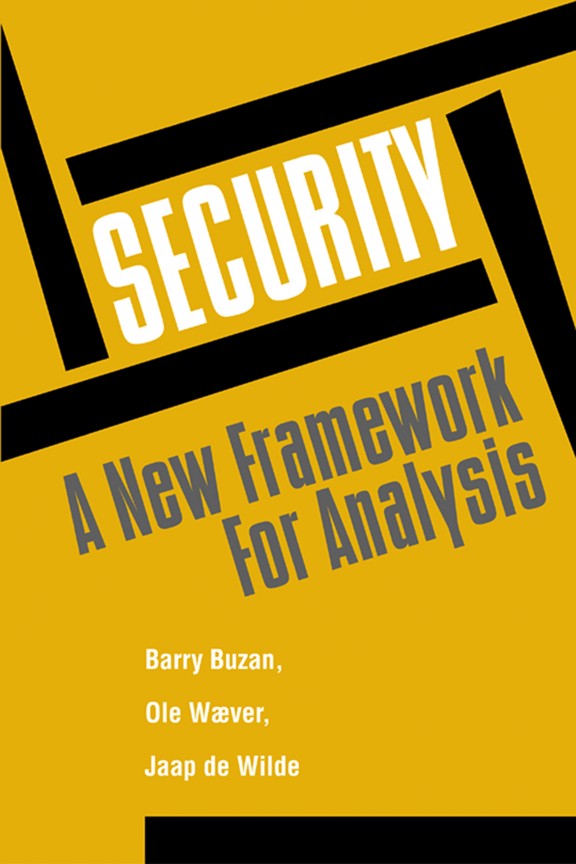 SECURITY
A New Framework
For Analysis
Barry Buzan,
Ole Wæver,
Jaap de Wilde